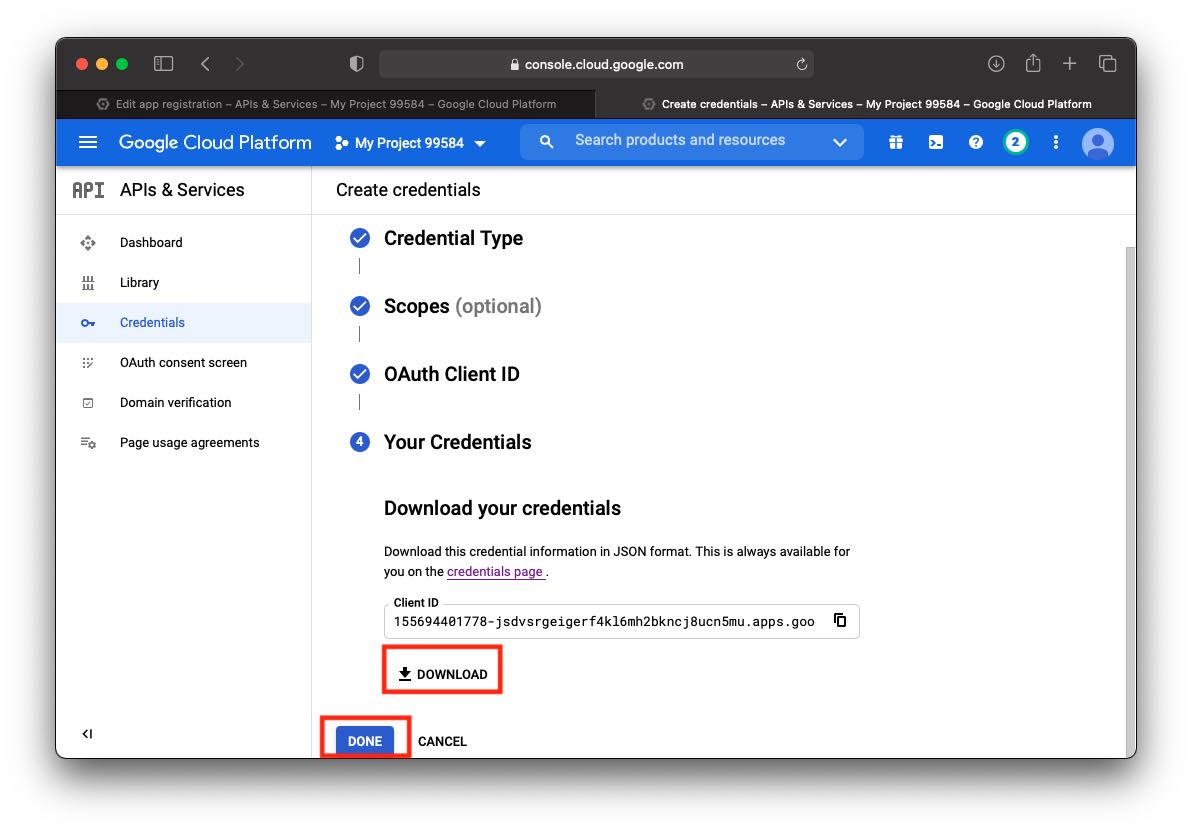 console.cloud.google.com
Edit app registration – APIs & Services – My Project 99584 – Google Cloud Platform
Create credentials – APIs & Services – My Project 99584 – Google Cloud Platform
Google Cloud Platform
My Project 99584
Search products and resources
2
API APIs & Services
Create credentials
Dashboard
Library
Credentials
OAuth consent screen
Domain verification
Page usage agreements
Credential Type
Scopes (optional)
OAuth Client ID
4 Your Credentials
Download your credentials
Download this credential information in JSON format. This is always available for
you on the credentials page .
Client ID
155694401778-jsdvsrgeigerf4kl6mh2bkncj8ucn5mu.apps.goo
DOWNLOAD
DONE CANCEL